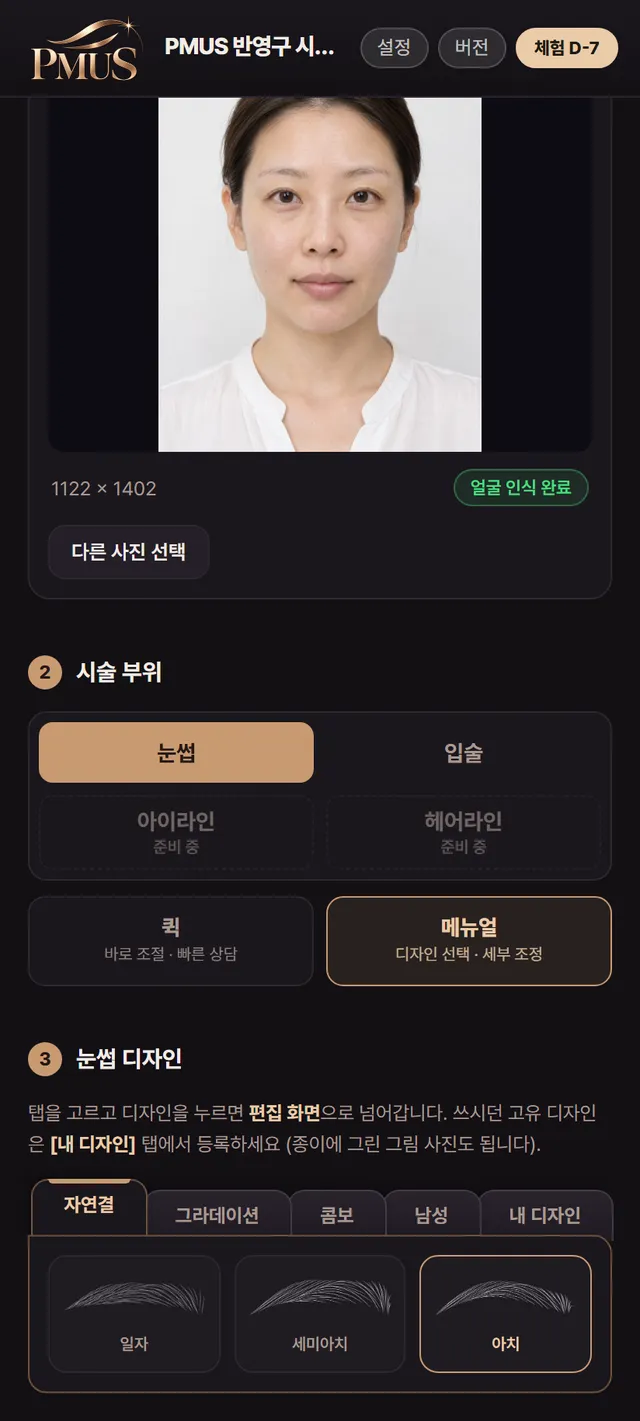 PMUS
PMUS 반영구 시...
설정
버전
체험 D-7
1122 × 1402
얼굴 인식 완료
다른 사진 선택
2 시술 부위
눈썹
입술
아이라인
준비 중
헤어라인
준비 중
퀵
바로 조절 · 빠른 상담
메뉴얼
디자인 선택 · 세부 조정
3 눈썹 디자인
탭을 고르고 디자인을 누르면 편집 화면으로 넘어갑니다. 쓰시던 고유 디자인
은 [내 디자인] 탭에서 등록하세요 (종이에 그린 그림 사진도 됩니다).
자연결
그라데이션
콤보
남성
내 디자인
일자
세미아치
아치